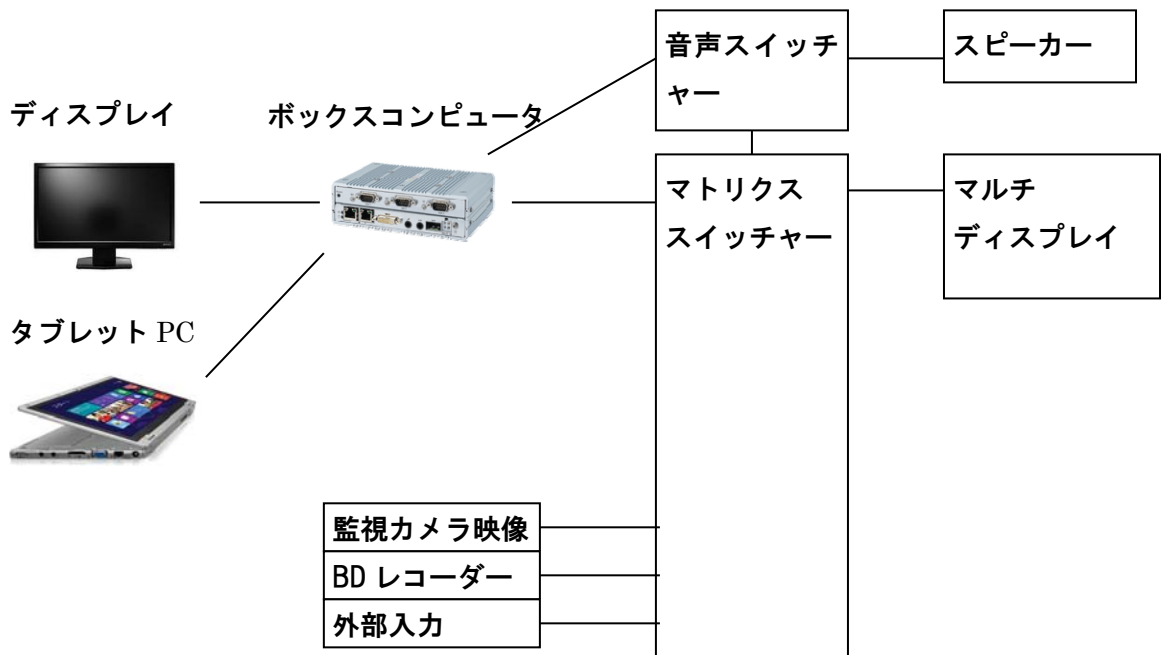 音声スイッチ
ャー
スピーカー
ディスプレイ
ボックスコンピュータ
マトリクス
スイッチャー
マルチ
ディスプレイ
タブレット PC
監視カメラ映像
BD レコーダー
外部入力